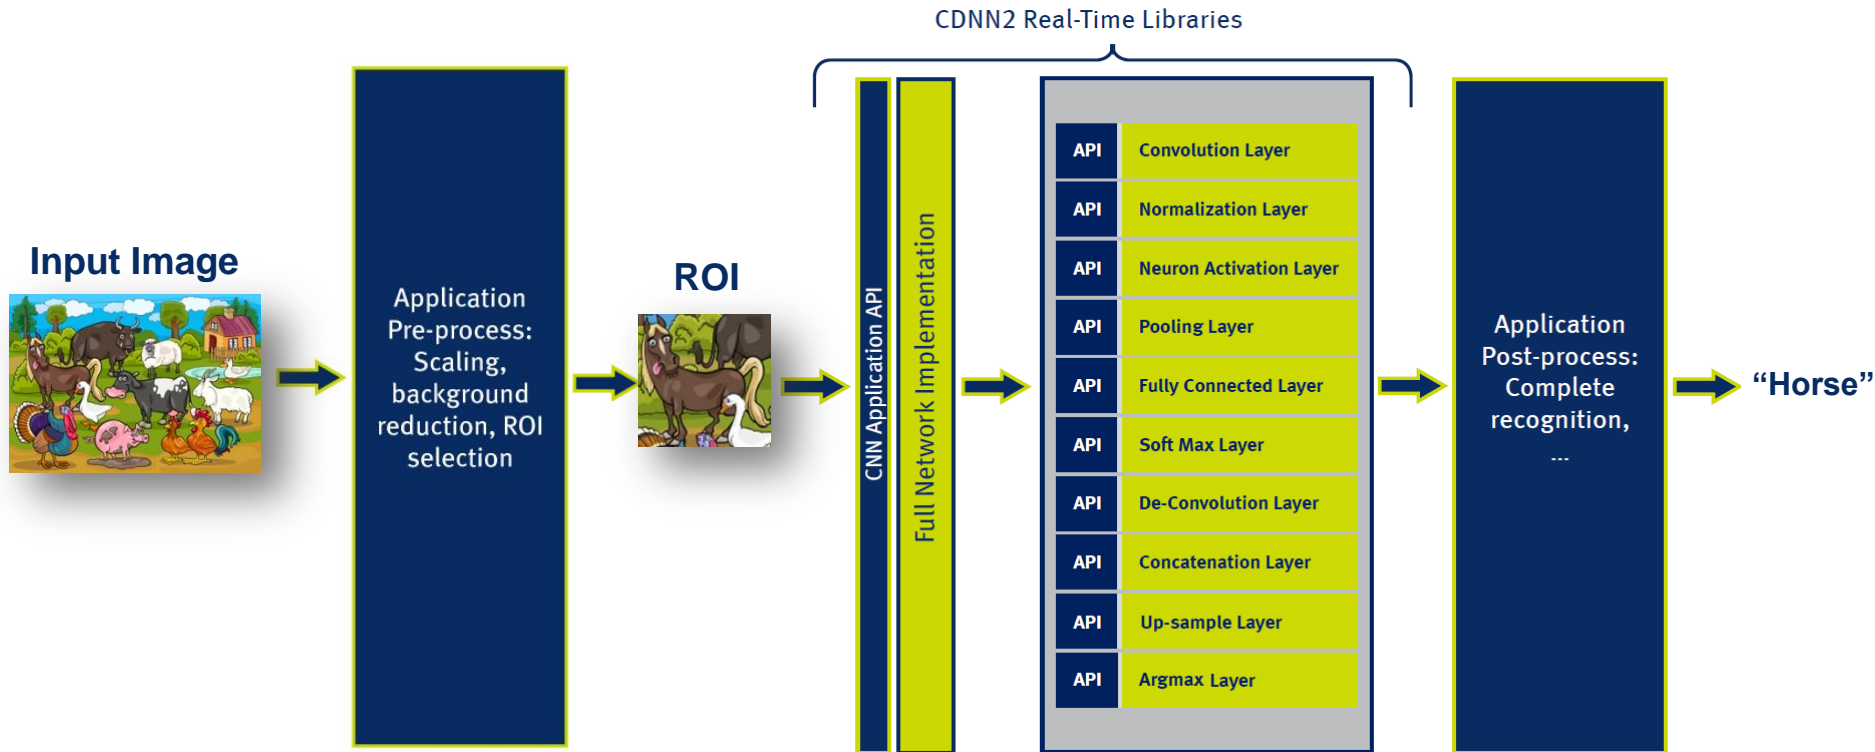 CDNN2 Real-Time Libraries
Input Image
Application
Pre-process:
Scaling,
background
reduction, ROI
selection
ROI
CNN Application API
Full Network Implementation
API Convolution Layer
API Normalization Layer
API Neuron Activation Layer
API Pooling Layer
API Fully Connected Layer
API Soft Max Layer
API De-Convolution Layer
API Concatenation Layer
API Up-sample Layer
API Argmax Layer
Application
Post-process:
Complete
recognition,
...
“Horse”